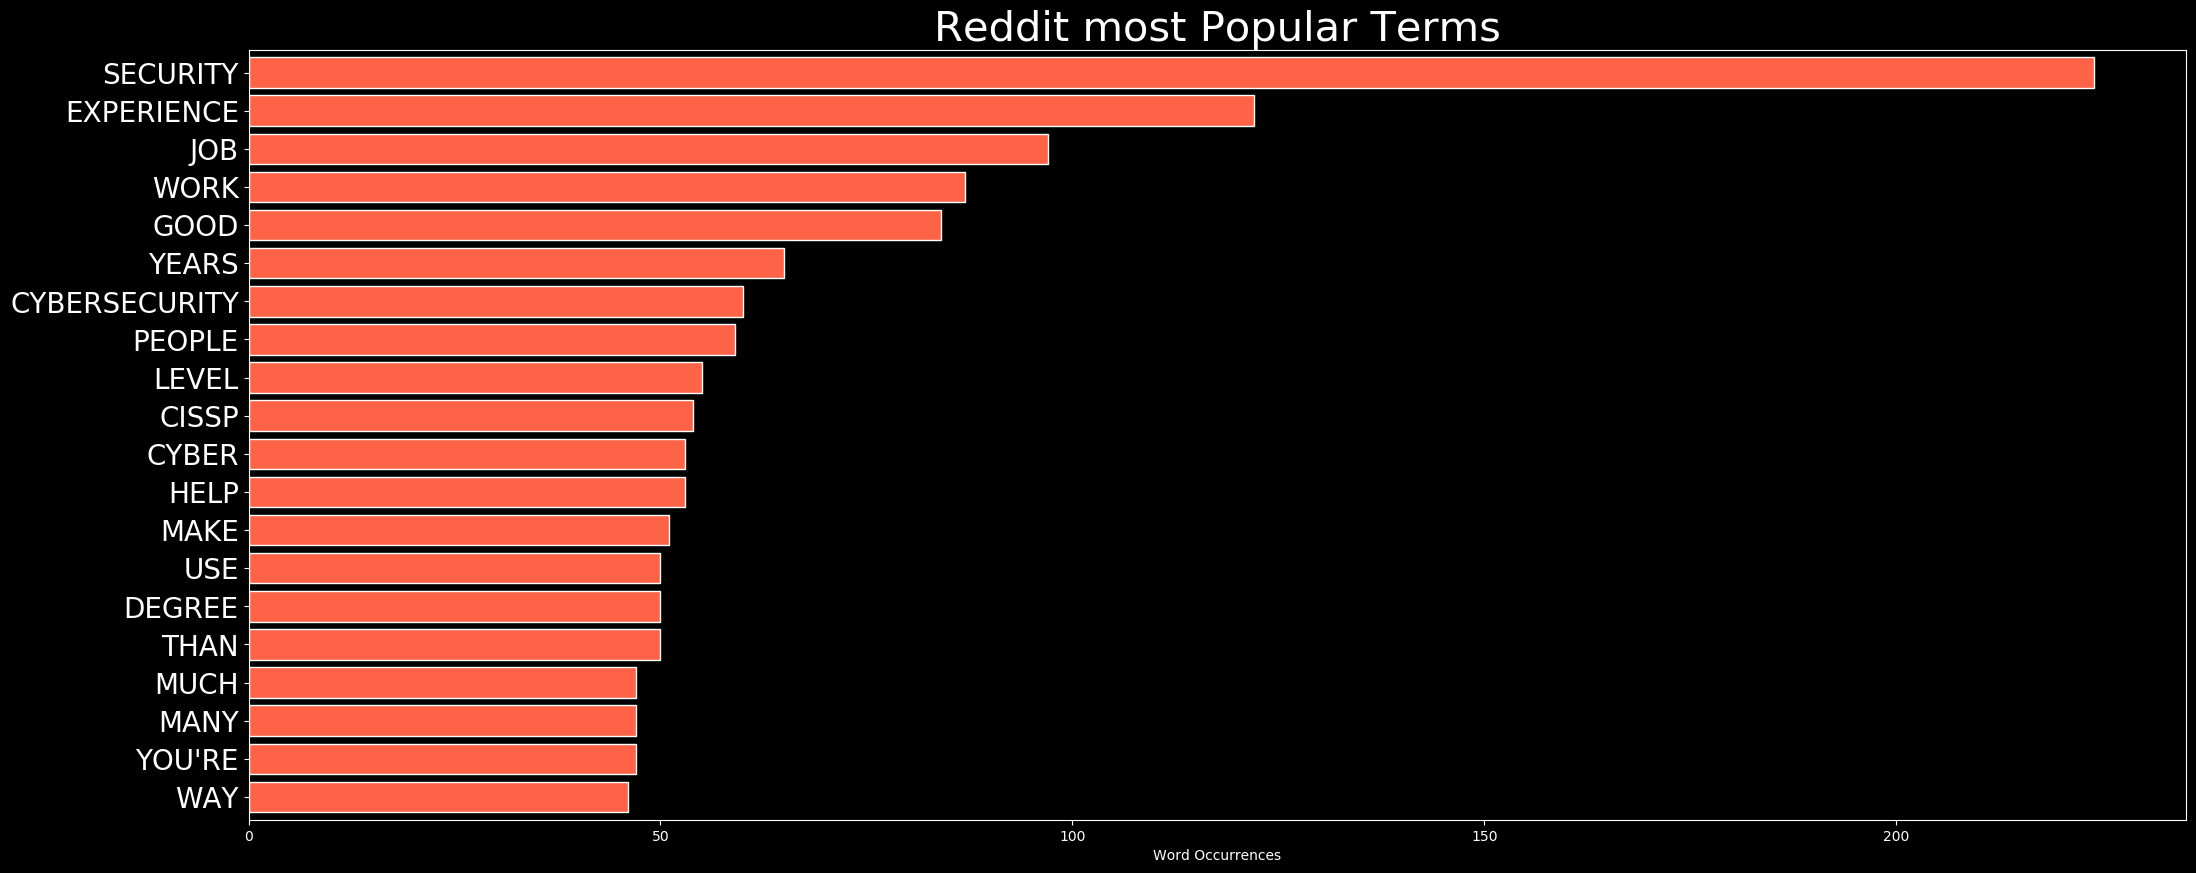 Reddit most Popular Terms
SECURITY
EXPERIENCE
JOB
WORK
GOOD
YEARS
CYBERSECURITY
PEOPLE
LEVEL
CISSP
CYBER
HELP
MAKE
USE
DEGREE
THAN
MUCH
MANY
YOU'RE
WAY
0 50 100 150 200
Word Occurrences